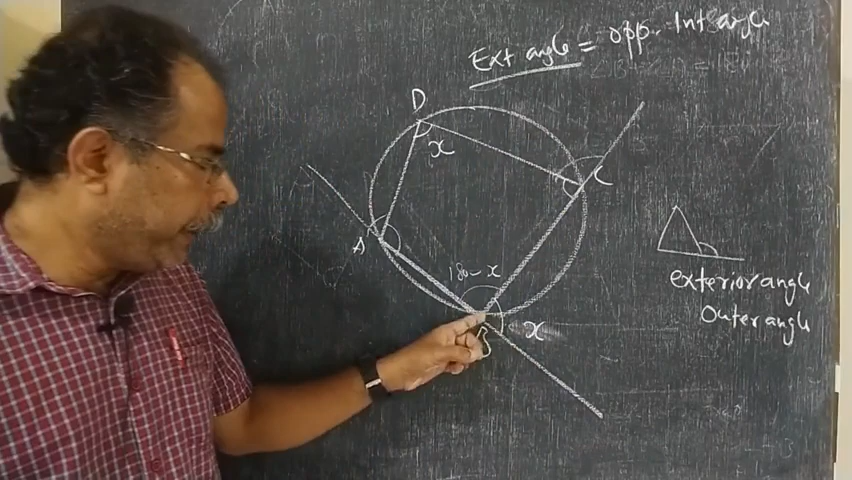 Ext angle = opp. Int angle
D
x
C
A
180-x
B
x
exterior angle
Outer angle